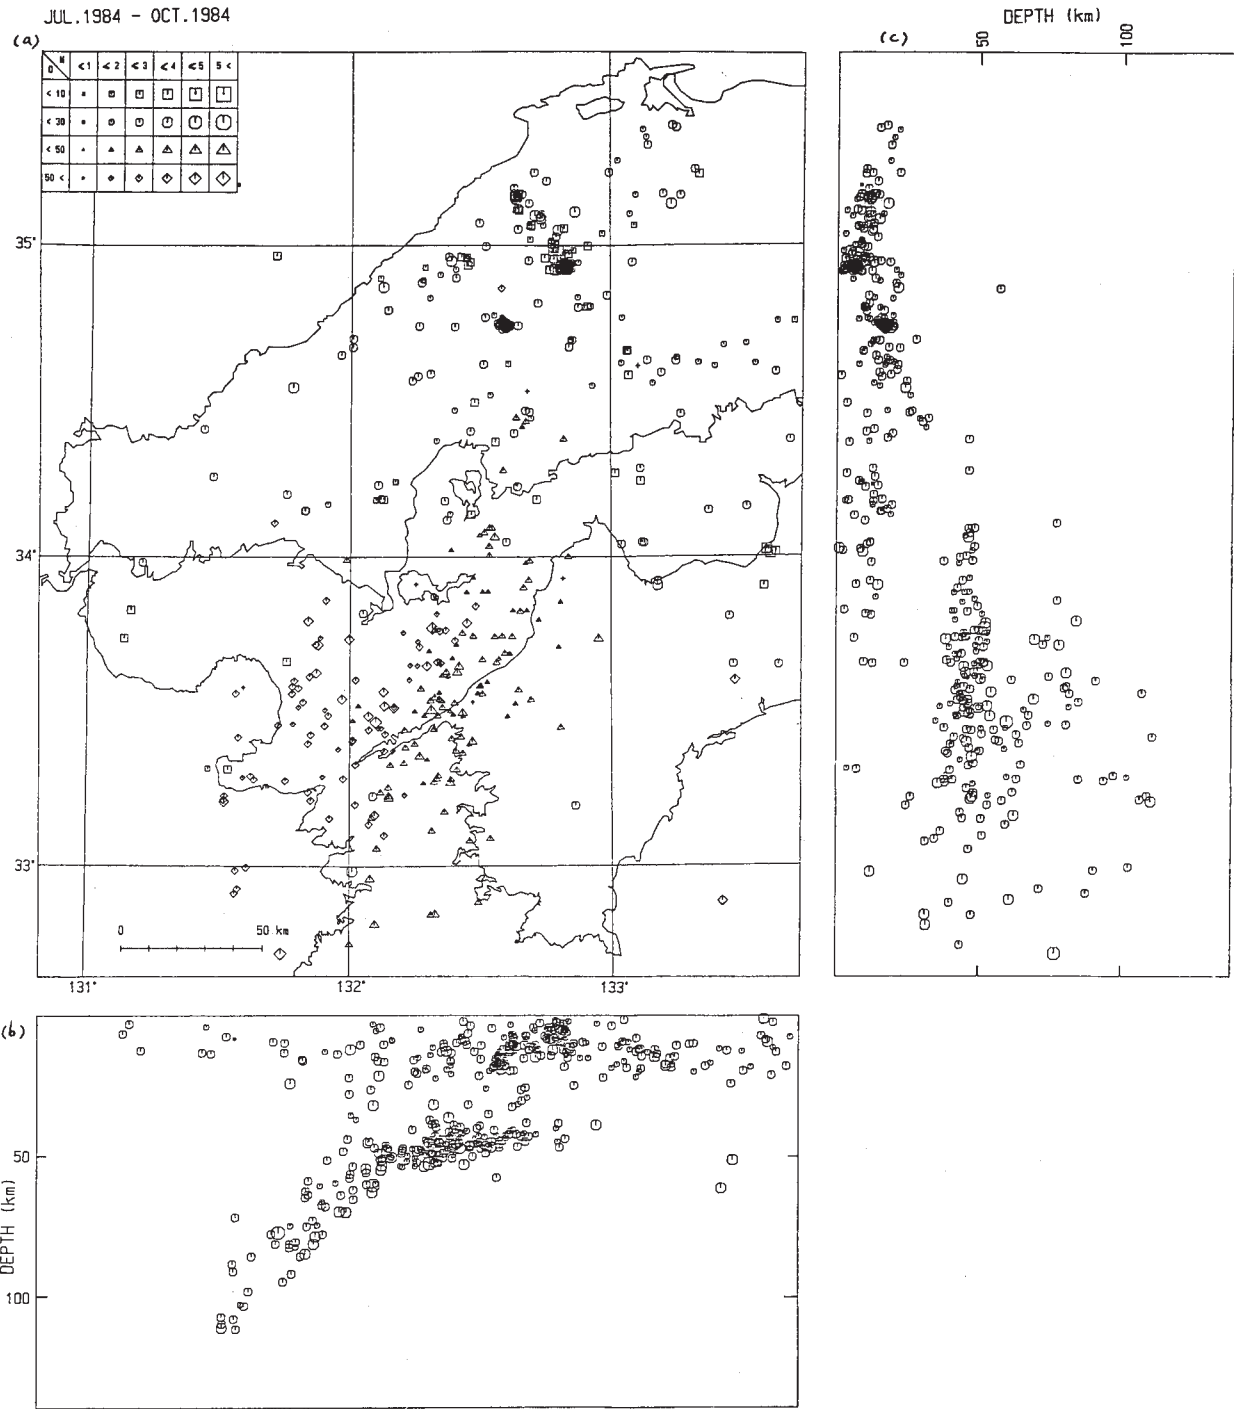 JUL.1984 - OCT.1984
(a)
M
D
<1 <2 <3 <4 <5 5<
<10
<30
<50
50<
35°
34°
33°
0 50 km
131° 132° 133°
DEPTH (km)
(c)
50 100
(b)
50
100
DEPTH (km)